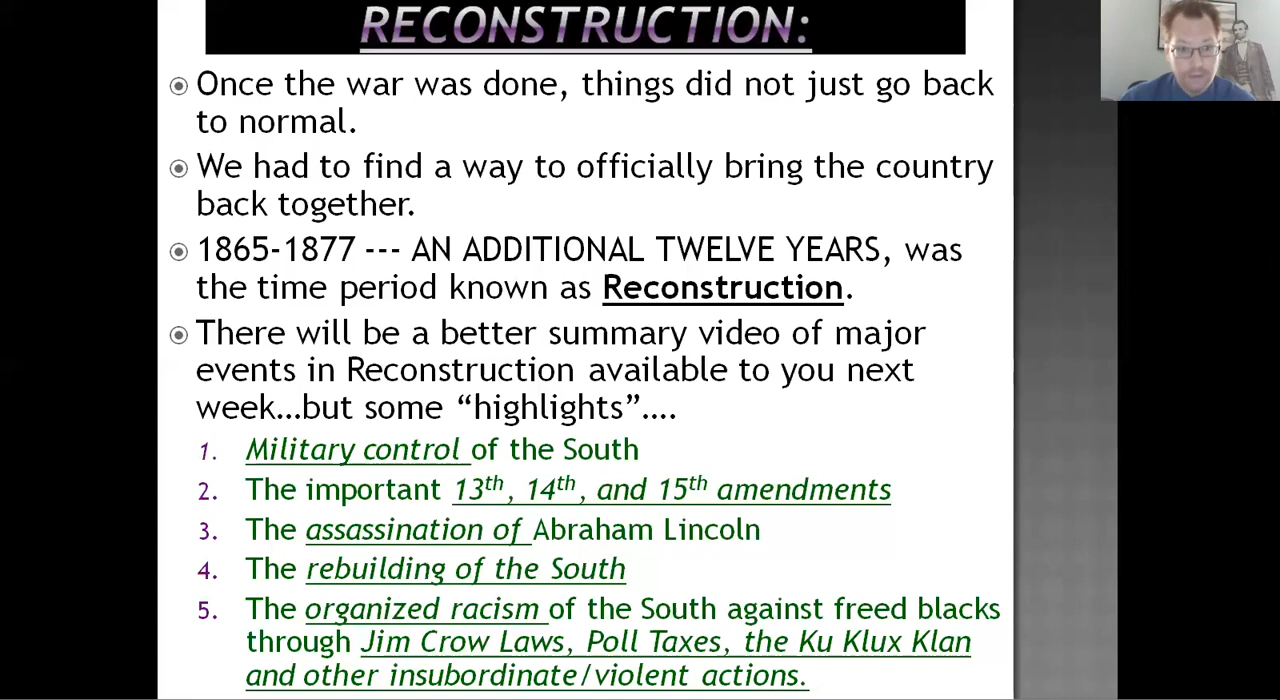 RECONSTRUCTION:
Once the war was done, things did not just go back
to normal.
We had to find a way to officially bring the country
back together.
1865-1877 --- AN ADDITIONAL TWELVE YEARS, was
the time period known as Reconstruction.
There will be a better summary video of major
events in Reconstruction available to you next
week…but some “highlights”….
1. Military control of the South
2. The important 13th, 14th, and 15th amendments
3. The assassination of Abraham Lincoln
4. The rebuilding of the South
5. The organized racism of the South against freed blacks
through Jim Crow Laws, Poll Taxes, the Ku Klux Klan
and other insubordinate/violent actions.